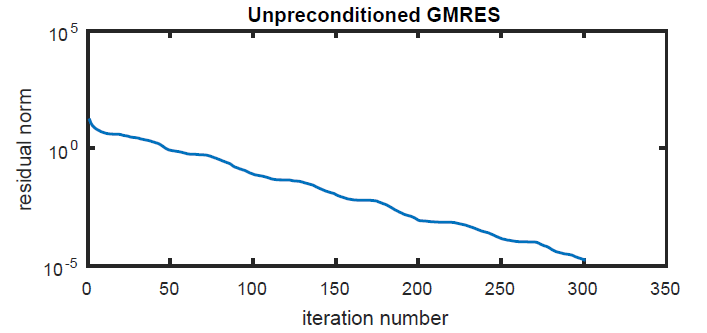 Unpreconditioned GMRES
10^5
10^0
10^-5
residual norm
0 50 100 150 200 250 300 350
iteration number